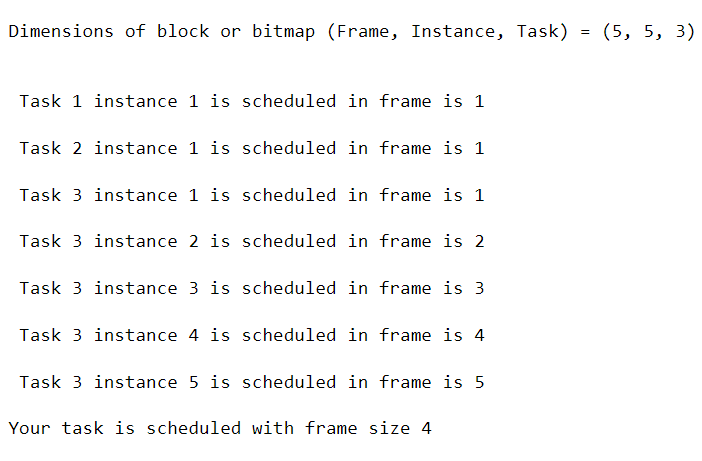 Dimensions of block or bitmap (Frame, Instance, Task) = (5, 5, 3)
Task 1 instance 1 is scheduled in frame is 1
Task 2 instance 1 is scheduled in frame is 1
Task 3 instance 1 is scheduled in frame is 1
Task 3 instance 2 is scheduled in frame is 2
Task 3 instance 3 is scheduled in frame is 3
Task 3 instance 4 is scheduled in frame is 4
Task 3 instance 5 is scheduled in frame is 5
Your task is scheduled with frame size 4